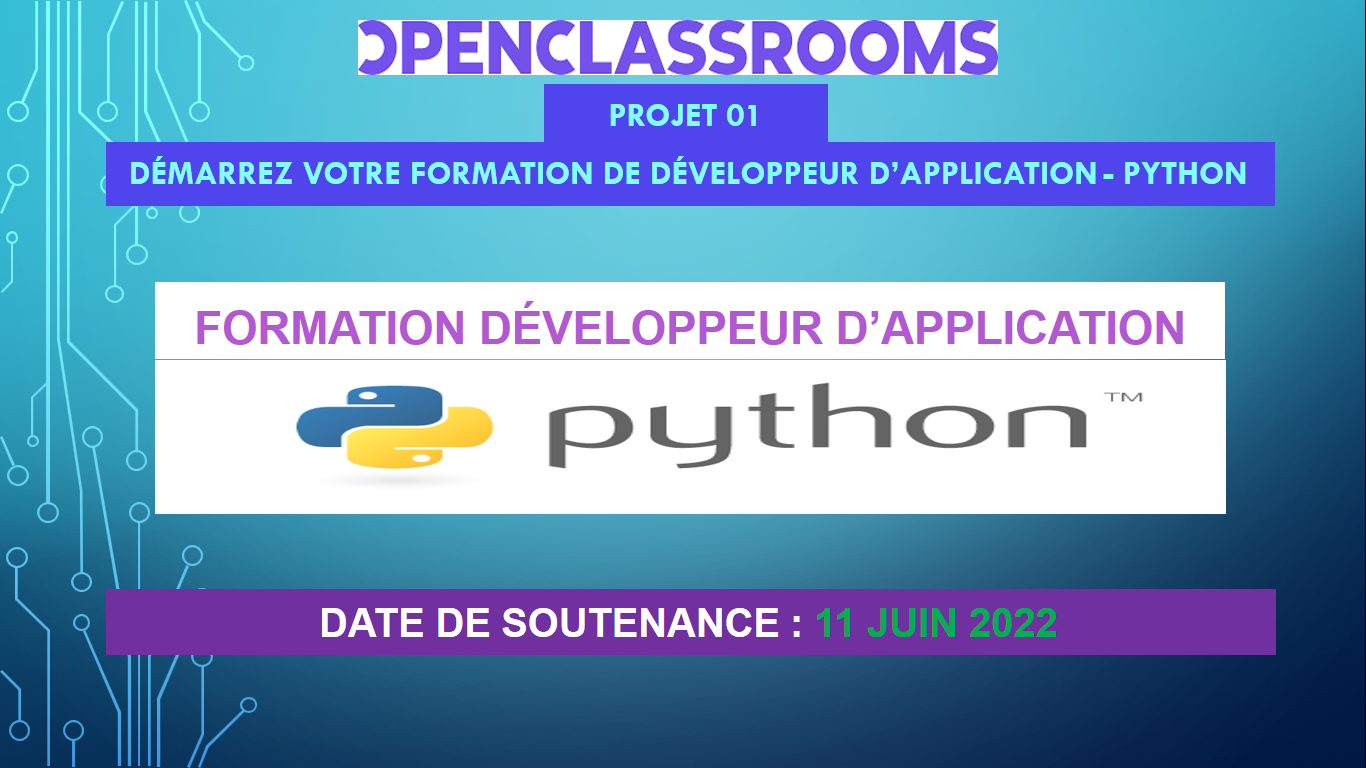 OPENCLASSROOMS
PROJET 01
DÉMARREZ VOTRE FORMATION DE DÉVELOPPEUR D’APPLICATION - PYTHON
FORMATION DÉVELOPPEUR D’APPLICATION
python™
DATE DE SOUTENANCE : 11 JUIN 2022